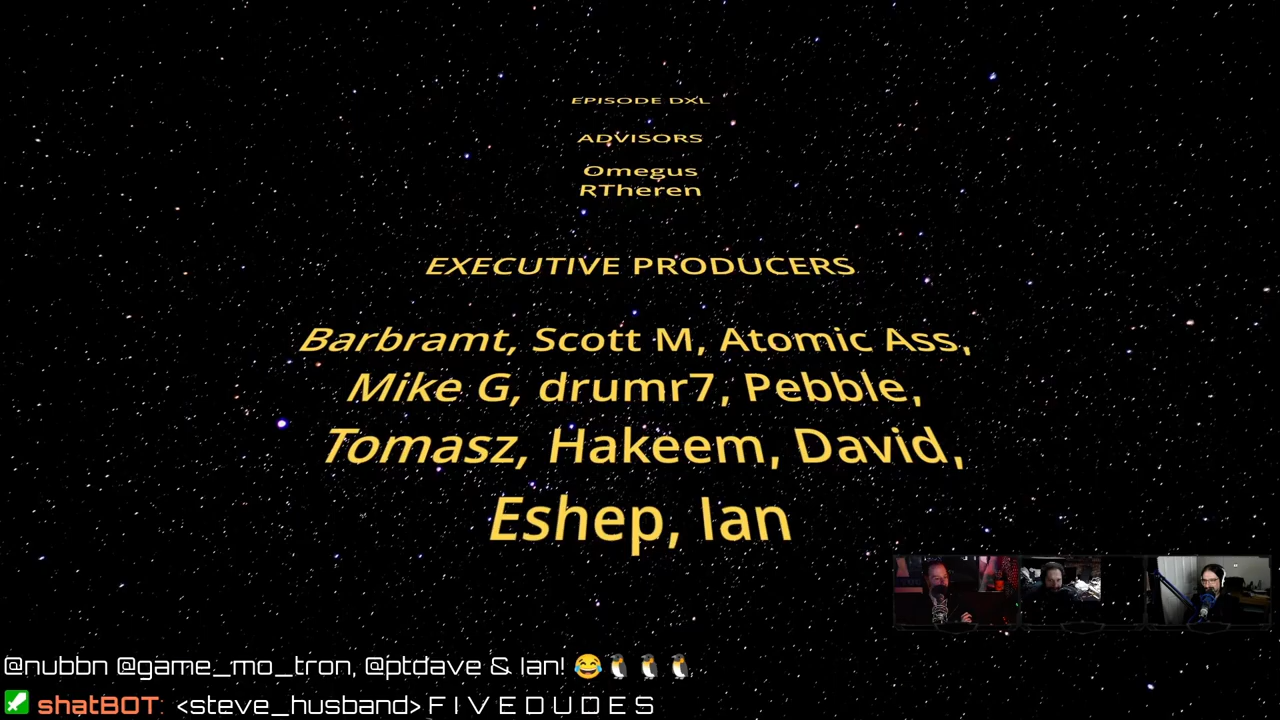 EPISODE DXL
ADVISORS
Omegus
RTheren
EXECUTIVE PRODUCERS
Barbramt, Scott M, Atomic Ass,
Mike G, drumr7, Pebble,
Tomasz, Hakeem, David,
Eshep, Ian
@nubbn @game_mo_tron, @ptdave & Ian! 😂🐧🐧🐧
shatBOT: <steve_husband> F I V E D U D E S